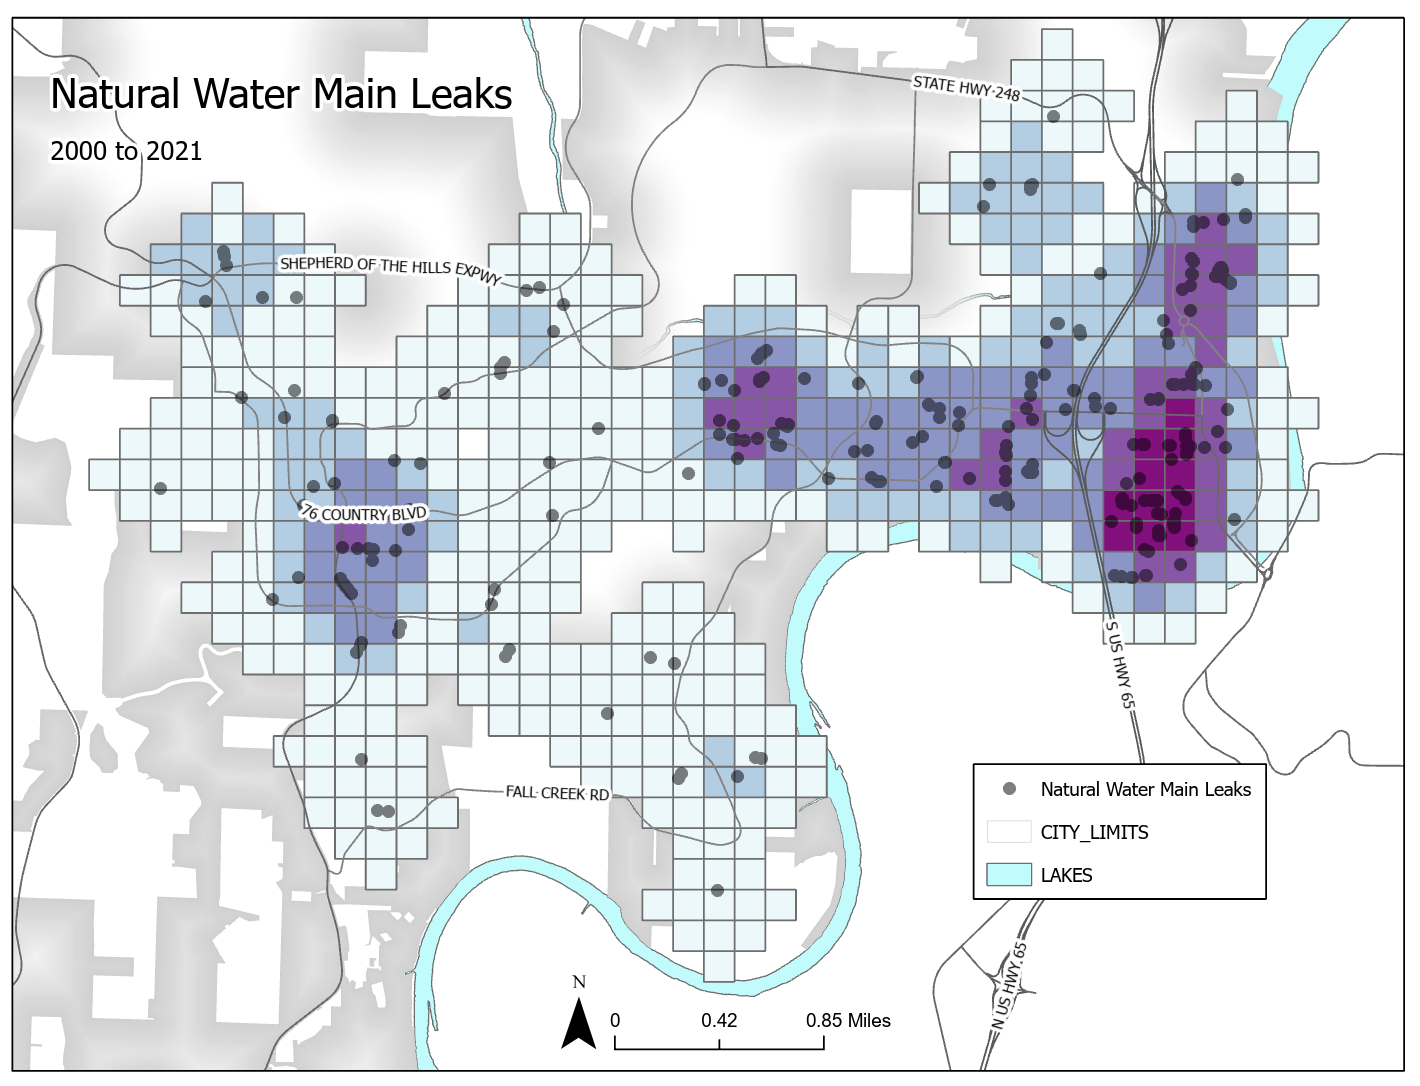 Natural Water Main Leaks
2000 to 2021
STATE HWY 248
SHEPHERD OF THE HILLS EXPWY
76 COUNTRY BLVD
S US HWY 65
FALL CREEK RD
Natural Water Main Leaks
CITY_LIMITS
LAKES
N US HWY 65
N
0 0.42 0.85 Miles